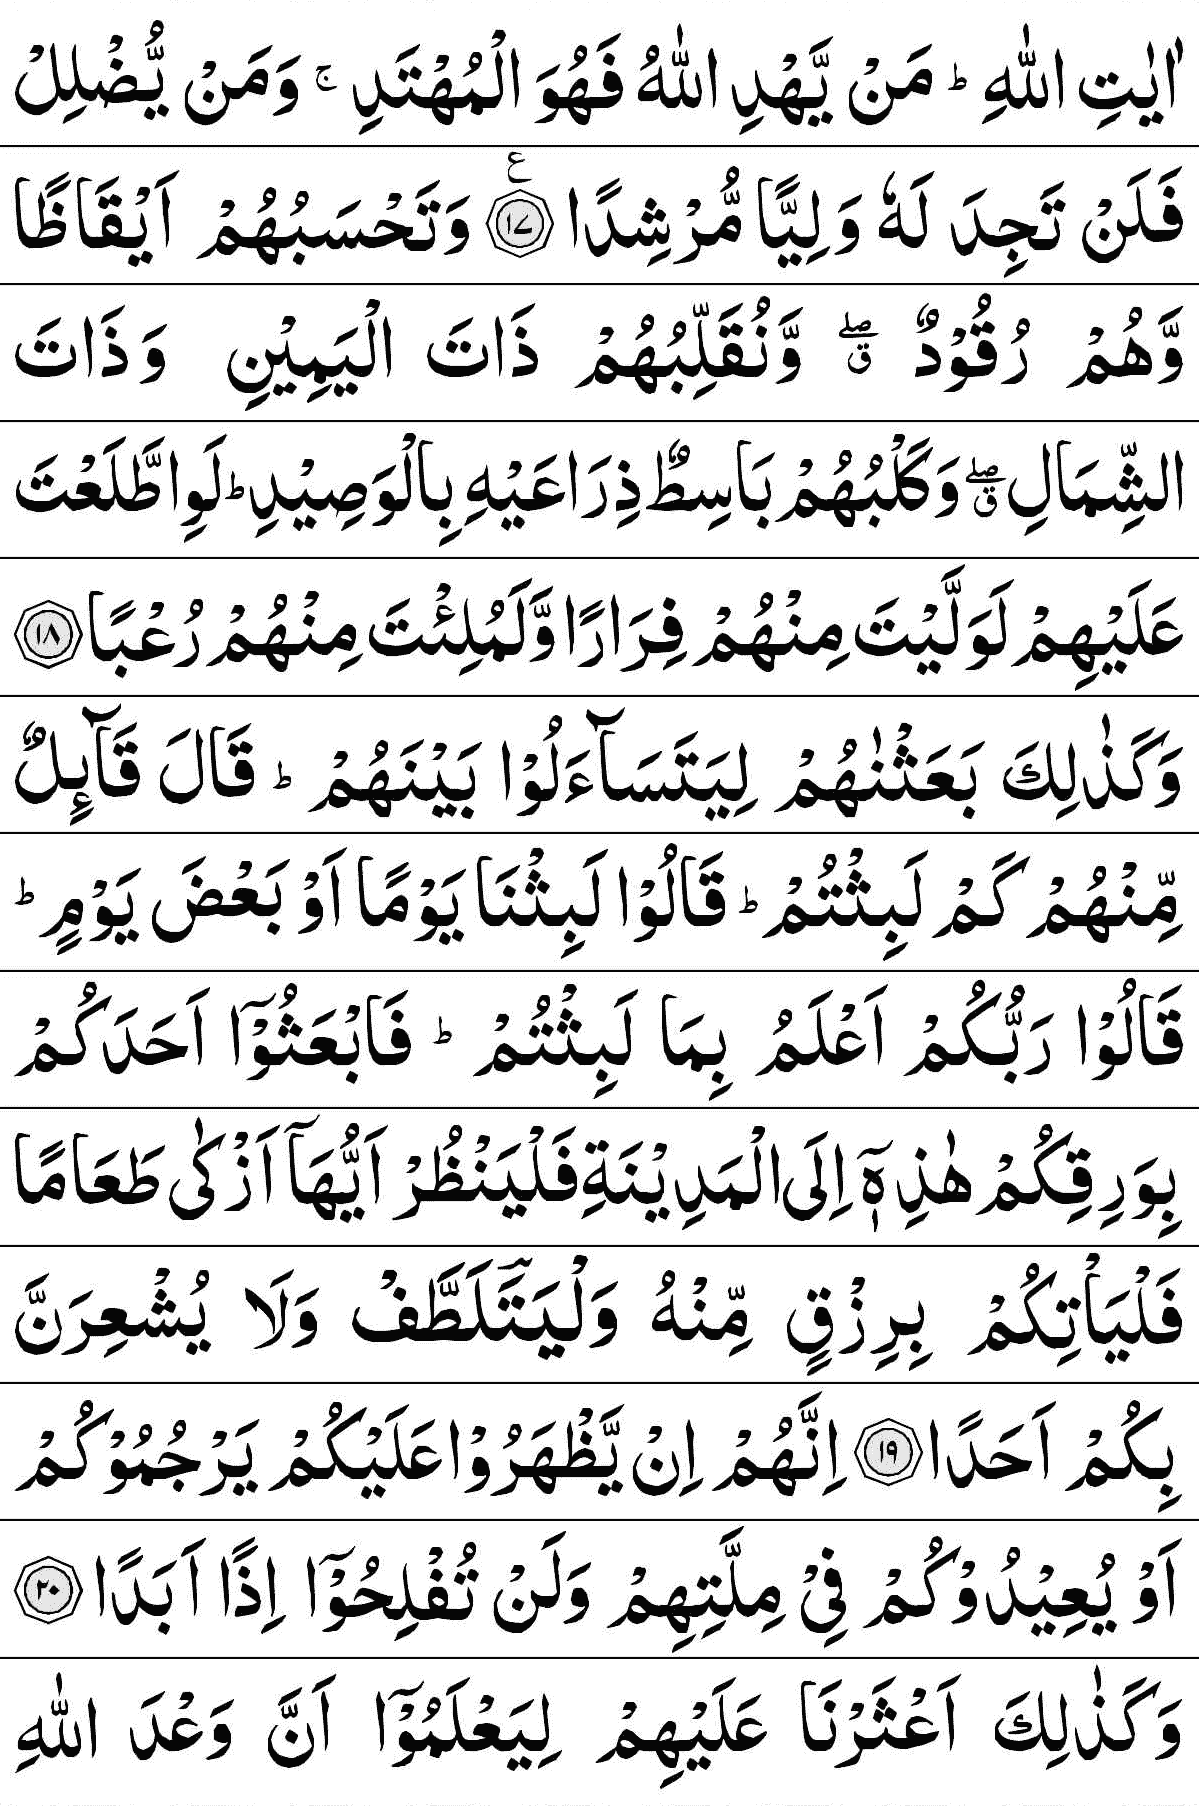 اٰيٰتِ اللّٰهِ ؕ مَنْ يَّهْدِ اللّٰهُ فَهُوَ الْمُهْتَدِ ۚ وَمَنْ يُّضْلِلْ
فَلَنْ تَجِدَ لَهٗ وَلِيًّا مُّرْشِدًا ع ۱۷ وَتَحْسَبُهُمْ اَيْقَاظًا
وَّهُمْ رُقُوْدٌ ۖ ق وَّنُقَلِّبُهُمْ ذَاتَ الْيَمِيْنِ وَذَاتَ
الشِّمَالِ ۖ ق وَكَلْبُهُمْ بَاسِطٌ ذِرَاعَيْهِ بِالْوَصِيْدِ ؕ لَوِاطَّلَعْتَ
عَلَيْهِمْ لَوَلَّيْتَ مِنْهُمْ فِرَارًا وَّلَمُلِئْتَ مِنْهُمْ رُعْبًا ۱۸
وَكَذٰلِكَ بَعَثْنٰهُمْ لِيَتَسَآءَلُوْا بَيْنَهُمْ ؕ قَالَ قَآٮِٕلٌ
مِّنْهُمْ كَمْ لَبِثْتُمْ ؕ قَالُوْا لَبِثْنَا يَوْمًا اَوْ بَعْضَ يَوْمٍ ؕ
قَالُوْا رَبُّكُمْ اَعْلَمُ بِمَا لَبِثْتُمْ ؕ فَابْعَثُوْۤا اَحَدَكُمْ
بِوَرِقِكُمْ هٰذِهٖۤ اِلَى الْمَدِيْنَةِ فَلْيَنْظُرْ اَيُّهَاۤ اَزْكٰى طَعَامًا
فَلْيَاْتِكُمْ بِرِزْقٍ مِّنْهُ وَلْيَتَلَطَّفْ وَلَا يُشْعِرَنَّ
بِكُمْ اَحَدًا ۱۹ اِنَّهُمْ اِنْ يَّظْهَرُوْا عَلَيْكُمْ يَرْجُمُوْكُمْ
اَوْ يُعِيْدُوْكُمْ فِىْ مِلَّتِهِمْ وَلَنْ تُفْلِحُوْۤا اِذًا اَبَدًا ۲۰
وَكَذٰلِكَ اَعْثَرْنَا عَلَيْهِمْ لِيَعْلَمُوْۤا اَنَّ وَعْدَ اللّٰهِ